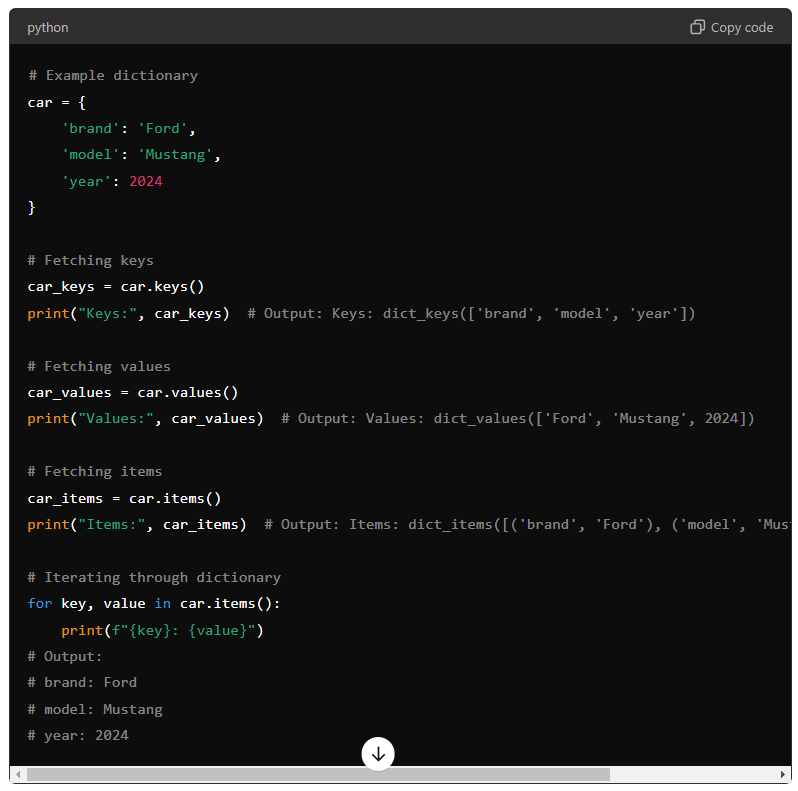 python
Copy code
# Example dictionary
car = {
    'brand': 'Ford',
    'model': 'Mustang',
    'year': 2024
}
# Fetching keys
car_keys = car.keys()
print("Keys:", car_keys)  # Output: Keys: dict_keys(['brand', 'model', 'year'])
# Fetching values
car_values = car.values()
print("Values:", car_values)  # Output: Values: dict_values(['Ford', 'Mustang', 2024])
# Fetching items
car_items = car.items()
print("Items:", car_items)  # Output: Items: dict_items([('brand', 'Ford'), ('model', 'Mus
# Iterating through dictionary
for key, value in car.items():
    print(f"{key}: {value}")
# Output:
# brand: Ford
# model: Mustang
# year: 2024